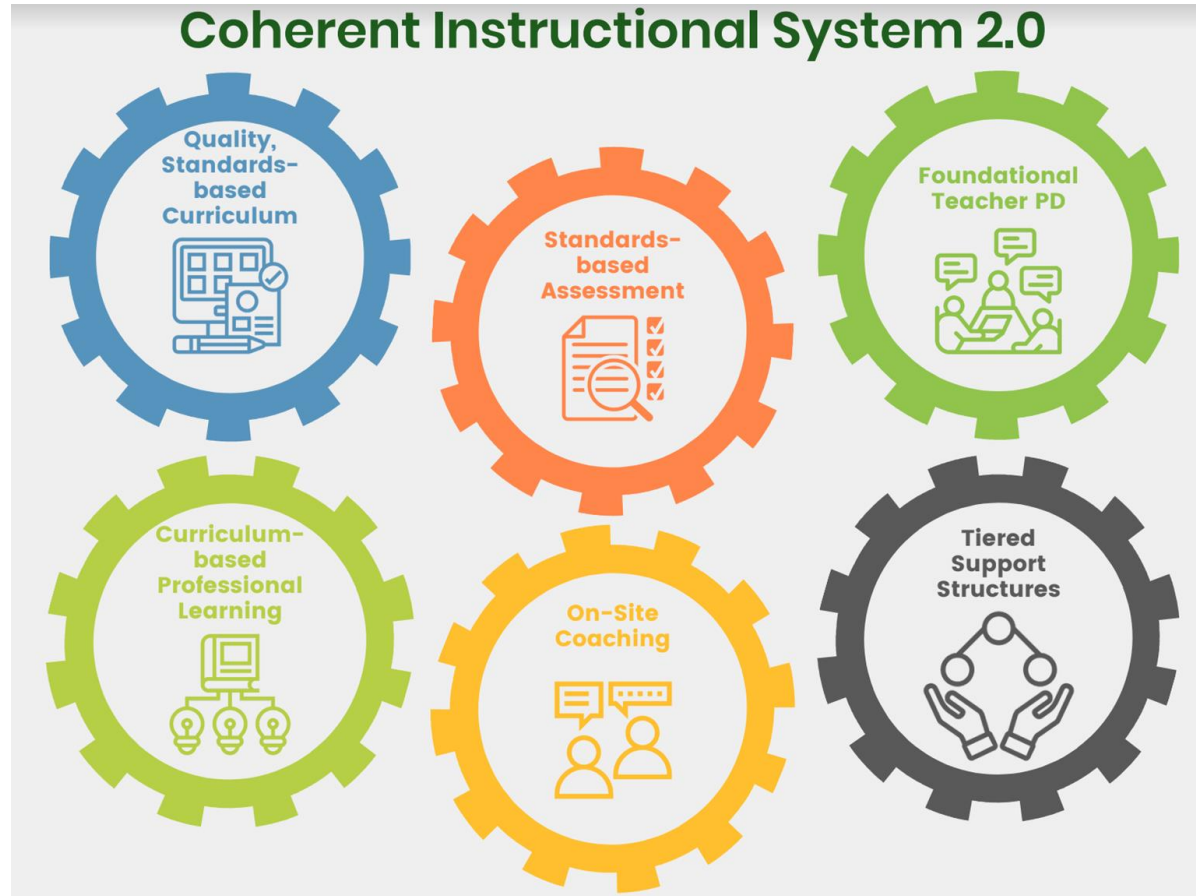 Coherent Instructional System 2.0
Quality,
Standards-
based
Curriculum
Standards-
based
Assessment
Foundational
Teacher PD
Curriculum-
based
Professional
Learning
On-Site
Coaching
Tiered
Support
Structures